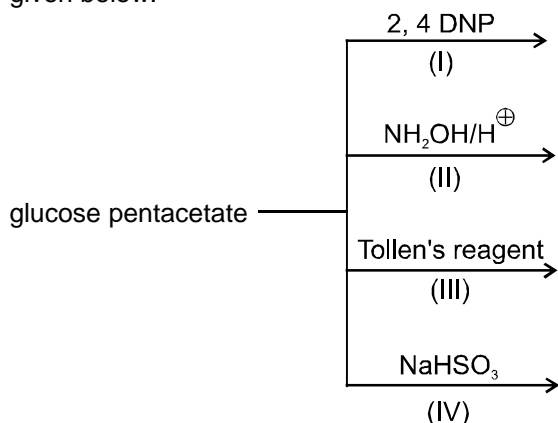 given below:
2, 4 DNP
(I)
NH₂OH/H⊕
(II)
glucose pentacetate
Tollen's reagent
(III)
NaHSO₃
(IV)